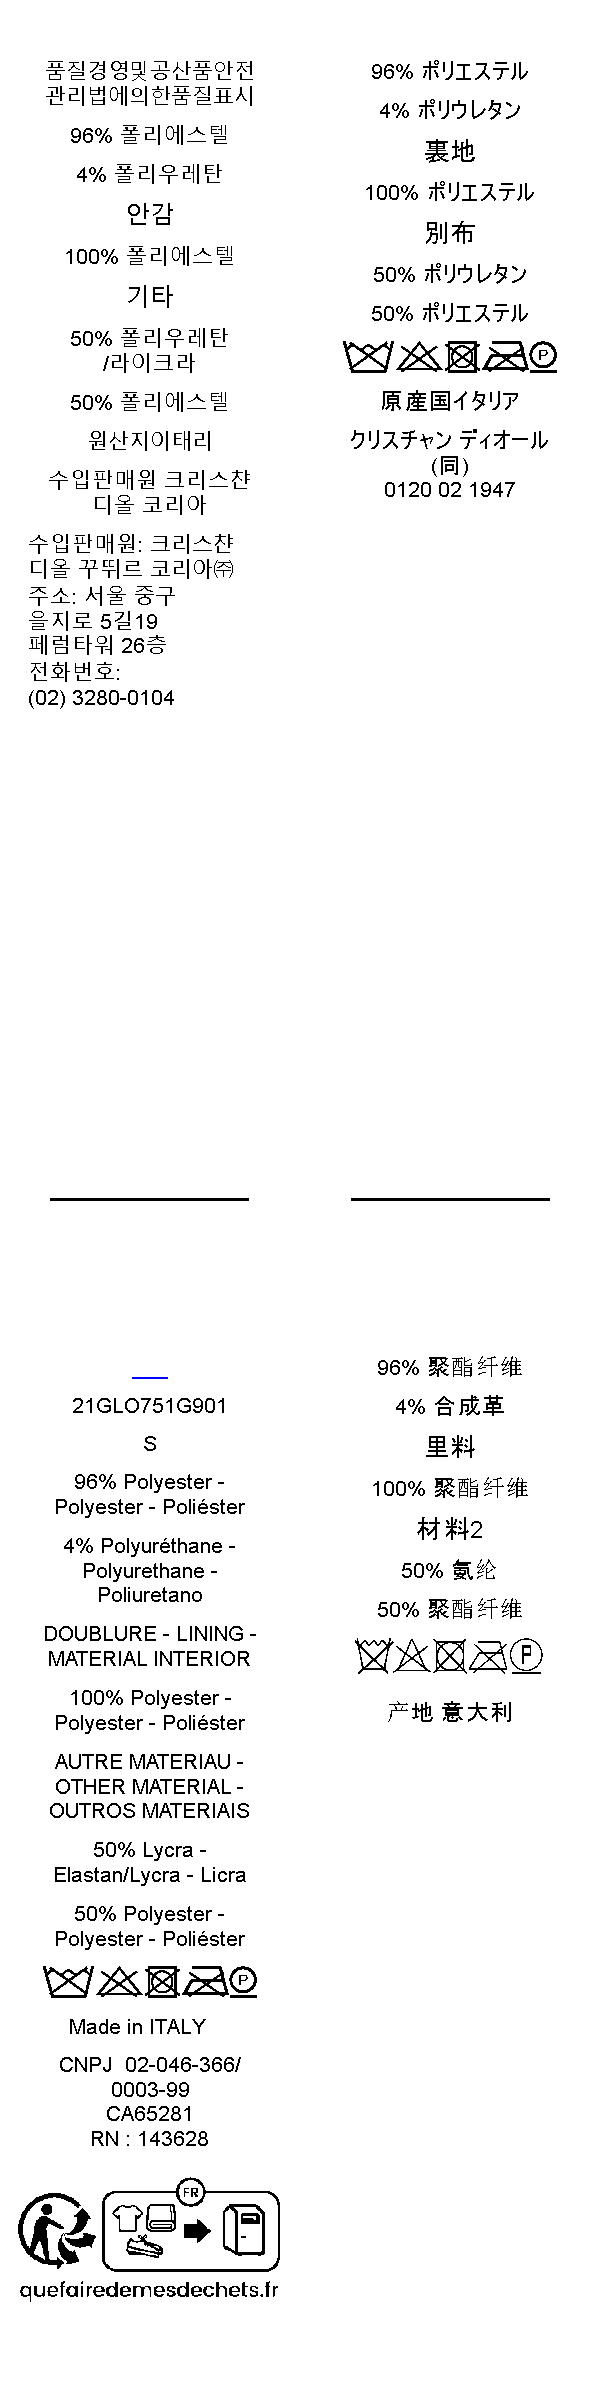 품질경영및공산품안전
관리법에의한품질표시
96% 폴리에스텔
4% 폴리우레탄
안감
100% 폴리에스텔
기타
50% 폴리우레탄
/라이크라
50% 폴리에스텔
원산지이태리
수입판매원 크리스챤
디올 코리아
수입판매원: 크리스챤
디올 꾸뛰르 코리아㈜
주소: 서울 중구
을지로 5길19
페럼타워 26층
전화번호:
(02) 3280-0104
96% ポリエステル
4% ポリウレタン
裏地
100% ポリエステル
別布
50% ポリウレタン
50% ポリエステル
P
原産国イタリア
クリスチャン ディオール
(同)
0120 02 1947
21GLO751G901
S
96% Polyester -
Polyester - Poliéster
4% Polyuréthane -
Polyurethane -
Poliuretano
DOUBLURE - LINING -
MATERIAL INTERIOR
100% Polyester -
Polyester - Poliéster
AUTRE MATERIAU -
OTHER MATERIAL -
OUTROS MATERIAIS
50% Lycra -
Elastan/Lycra - Licra
50% Polyester -
Polyester - Poliéster
P
Made in ITALY
CNPJ 02-046-366/
0003-99
CA65281
RN : 143628
FR
quefairedemesdechets.fr
96% 聚酯纤维
4% 合成革
里料
100% 聚酯纤维
材料2
50% 氨纶
50% 聚酯纤维
P
产地 意大利